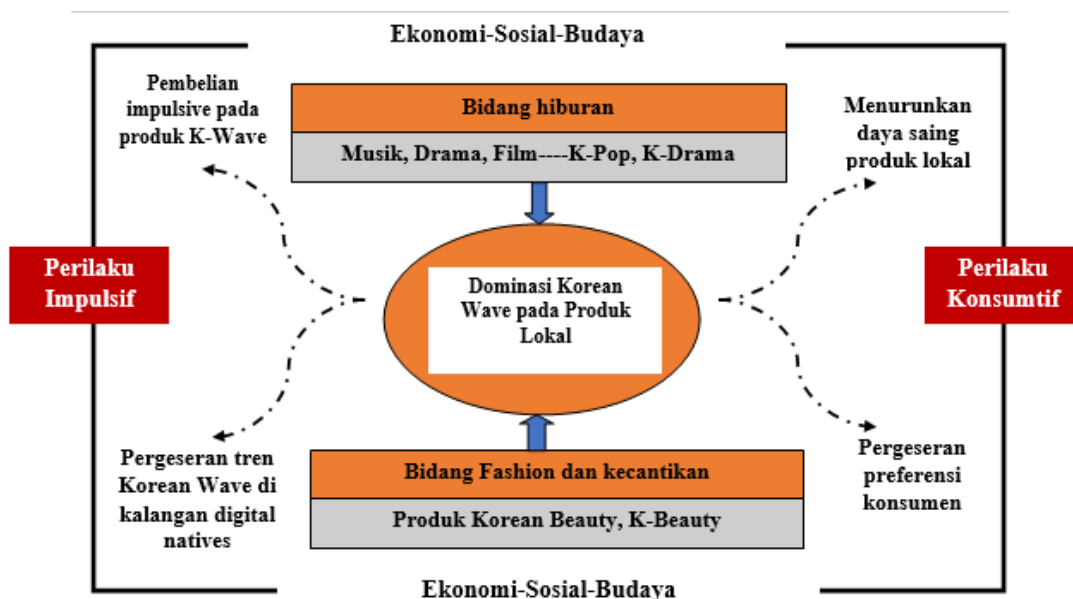 Ekonomi-Sosial-Budaya
Pembelian
impulsive pada
produk K-Wave
Bidang hiburan
Musik, Drama, Film----K-Pop, K-Drama
Menurunkan
daya saing
produk lokal
Perilaku
Impulsif
Dominasi Korean
Wave pada Produk
Lokal
Perilaku
Konsumtif
Pergeseran tren
Korean Wave di
kalangan digital
natives
Bidang Fashion dan kecantikan
Produk Korean Beauty, K-Beauty
Pergeseran
preferensi
konsumen
Ekonomi-Sosial-Budaya